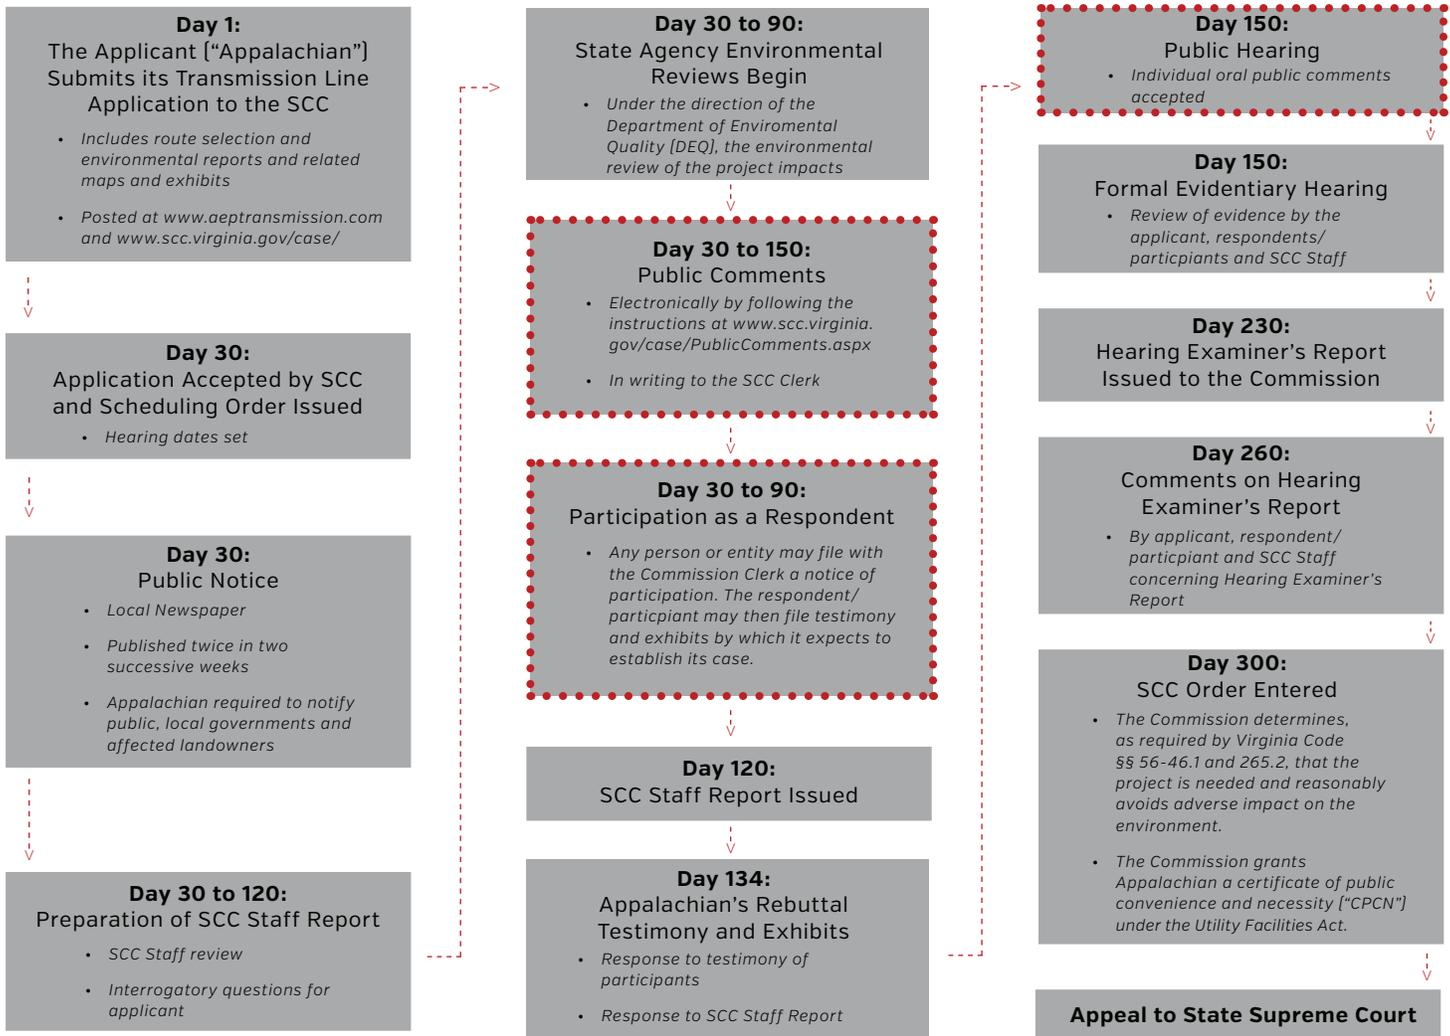 Day 1:
The Applicant (“Appalachian”)
Submits its Transmission Line
Application to the SCC
• Includes route selection and
environmental reports and related
maps and exhibits
• Posted at www.aeptransmission.com
and www.scc.virginia.gov/case/
Day 30:
Application Accepted by SCC
and Scheduling Order Issued
• Hearing dates set
Day 30:
Public Notice
• Local Newspaper
• Published twice in two
successive weeks
• Appalachian required to notify
public, local governments and
affected landowners
Day 30 to 120:
Preparation of SCC Staff Report
• SCC Staff review
• Interrogatory questions for
applicant
Day 30 to 90:
State Agency Environmental
Reviews Begin
• Under the direction of the
Department of Enviromental
Quality (DEQ), the environmental
review of the project impacts
Day 30 to 150:
Public Comments
• Electronically by following the
instructions at www.scc.virginia.
gov/case/PublicComments.aspx
• In writing to the SCC Clerk
Day 30 to 90:
Participation as a Respondent
• Any person or entity may file with
the Commission Clerk a notice of
participation. The respondent/
particpiant may then file testimony
and exhibits by which it expects to
establish its case.
Day 120:
SCC Staff Report Issued
Day 134:
Appalachian’s Rebuttal
Testimony and Exhibits
• Response to testimony of
participants
• Response to SCC Staff Report
Day 150:
Public Hearing
• Individual oral public comments
accepted
Day 150:
Formal Evidentiary Hearing
• Review of evidence by the
applicant, respondents/
particpiants and SCC Staff
Day 230:
Hearing Examiner’s Report
Issued to the Commission
Day 260:
Comments on Hearing
Examiner’s Report
• By applicant, respondent/
particpiant and SCC Staff
concerning Hearing Examiner’s
Report
Day 300:
SCC Order Entered
• The Commission determines,
as required by Virginia Code
§§ 56-46.1 and 265.2, that the
project is needed and reasonably
avoids adverse impact on the
environment.
• The Commission grants
Appalachian a certificate of public
convenience and necessity (“CPCN”)
under the Utility Facilities Act.
Appeal to State Supreme Court